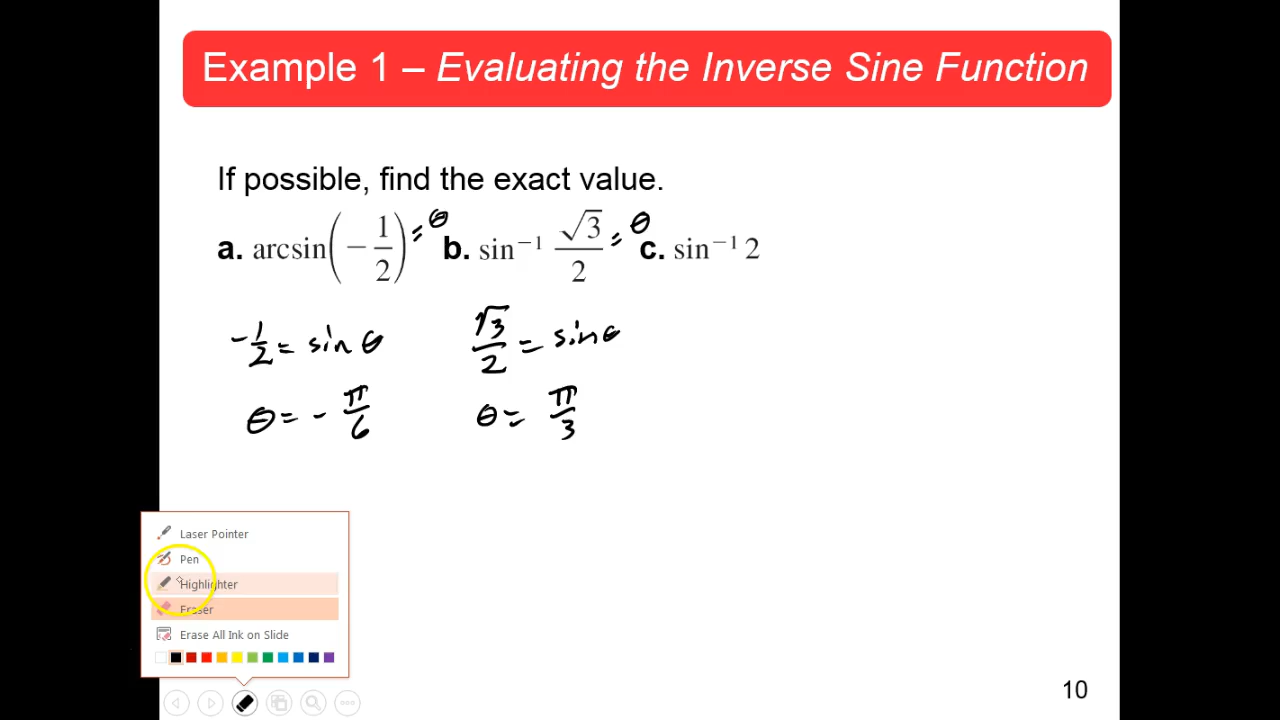 Example 1 – Evaluating the Inverse Sine Function
If possible, find the exact value.
a. arcsin(−1/2) = θ b. sin⁻¹ √3/2 = θ c. sin⁻¹ 2
-1/2 = sin θ √3/2 = sin θ
θ = - π/6 θ = π/3
Laser Pointer
Pen
Highlighter
Eraser
Erase All Ink on Slide
10